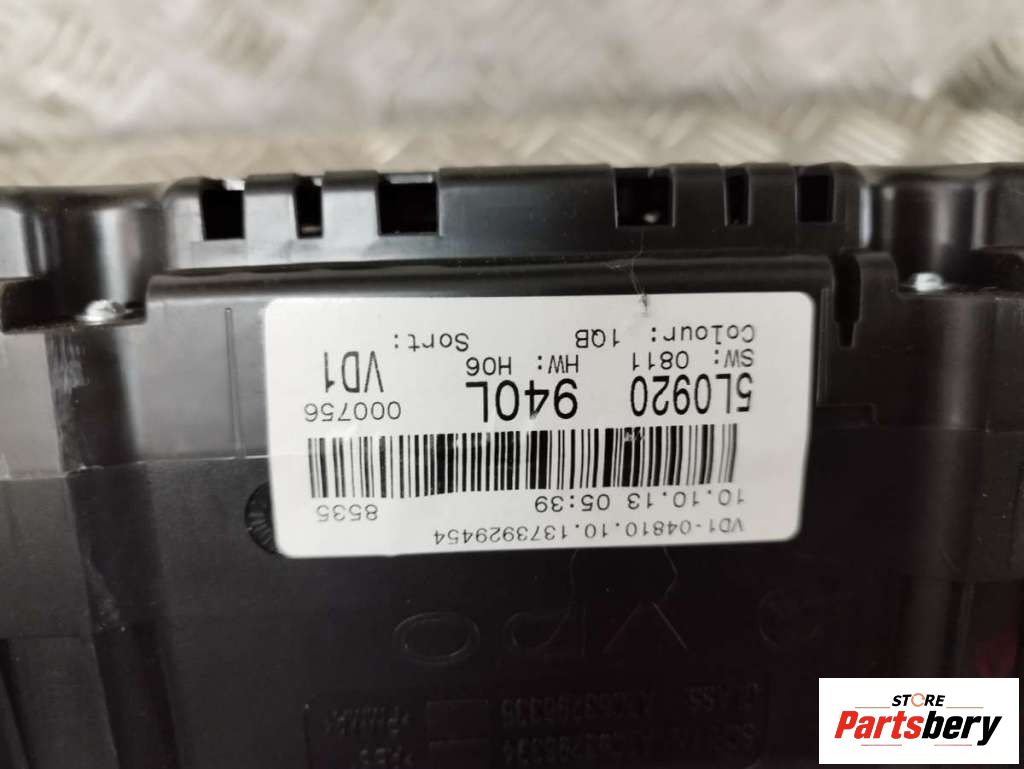 VD1-04810.10.1373929454
10.10.13 05:39 8535
5L0920 940L 000756
SW: 0811 HW: H06 VD1
Colour: 1QB Sort:
VDO
STORE
Partsbery